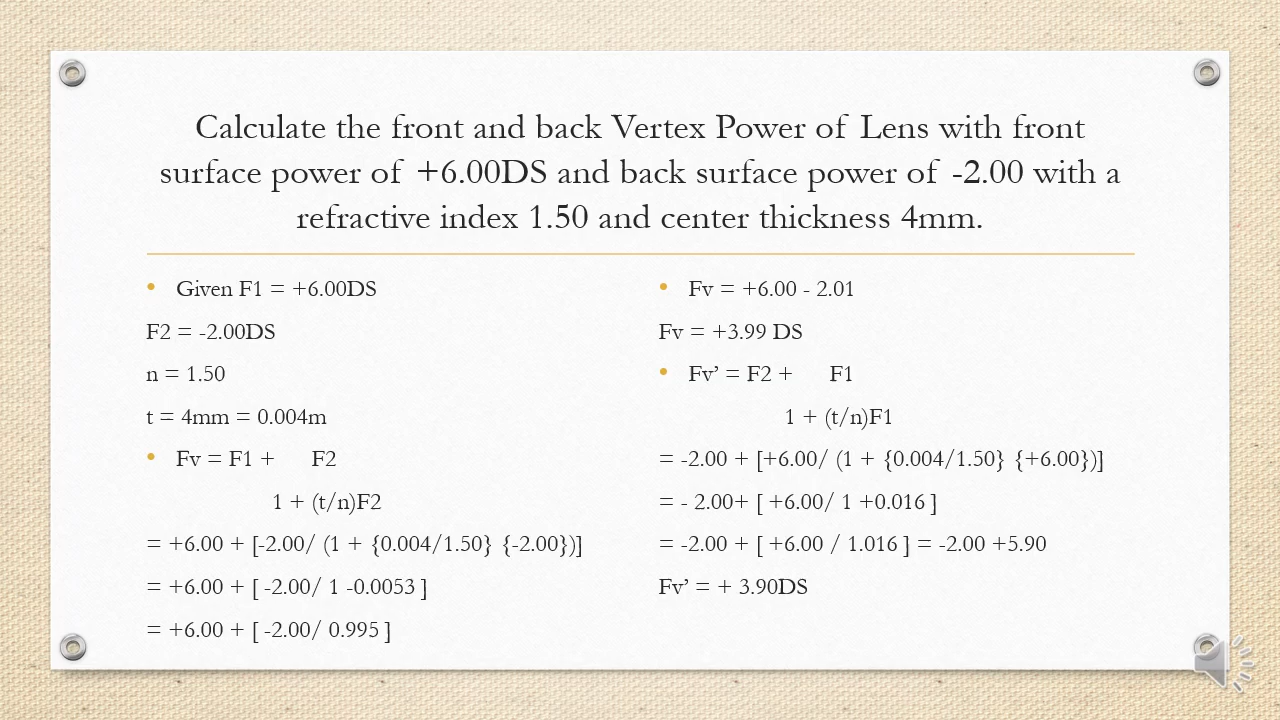 Calculate the front and back Vertex Power of Lens with front
surface power of +6.00DS and back surface power of -2.00 with a
refractive index 1.50 and center thickness 4mm.
• Given F1 = +6.00DS
F2 = -2.00DS
n = 1.50
t = 4mm = 0.004m
• Fv = F1 + F2
1 + (t/n)F2
= +6.00 + [-2.00/ (1 + {0.004/1.50} {-2.00})]
= +6.00 + [ -2.00/ 1 -0.0053 ]
= +6.00 + [ -2.00/ 0.995 ]
• Fv = +6.00 - 2.01
Fv = +3.99 DS
• Fv’ = F2 + F1
1 + (t/n)F1
= -2.00 + [+6.00/ (1 + {0.004/1.50} {+6.00})]
= - 2.00+ [ +6.00/ 1 +0.016 ]
= -2.00 + [ +6.00 / 1.016 ] = -2.00 +5.90
Fv’ = + 3.90DS